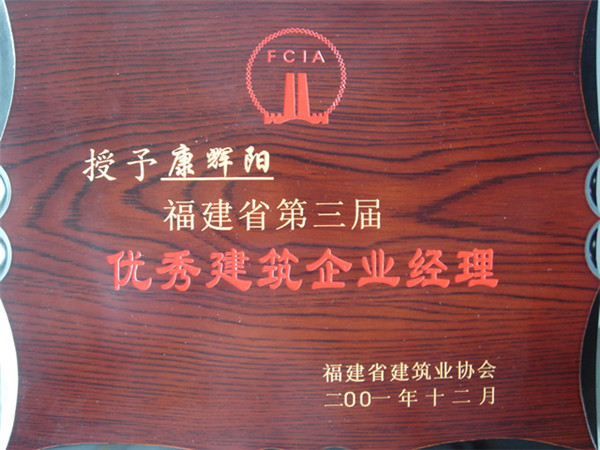 FCIA
授予康辉阳
福建省第三届
优秀建筑企业经理
福建省建筑业协会
二00一年十二月